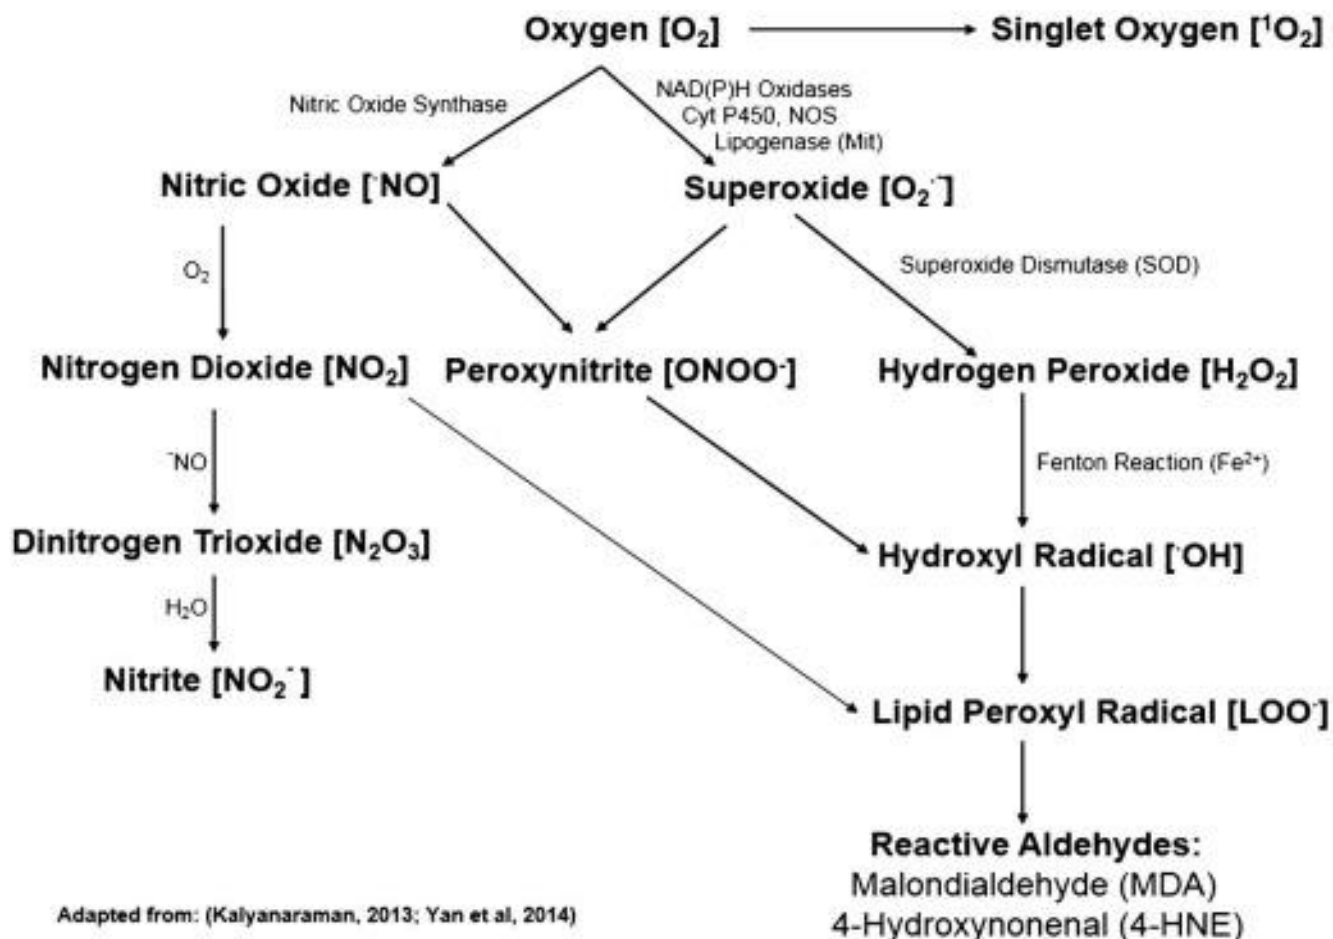 Oxygen [O₂]
Singlet Oxygen [¹O₂]
Nitric Oxide Synthase
NAD(P)H Oxidases
Cyt P450, NOS
Lipogenase (Mit)
Nitric Oxide [˙NO]
Superoxide [O₂˙⁻]
O₂
Superoxide Dismutase (SOD)
Nitrogen Dioxide [NO₂]
Peroxynitrite [ONOO⁻]
Hydrogen Peroxide [H₂O₂]
⁻NO
Fenton Reaction (Fe²⁺)
Dinitrogen Trioxide [N₂O₃]
Hydroxyl Radical [˙OH]
H₂O
Nitrite [NO₂⁻]
Lipid Peroxyl Radical [LOO˙]
Reactive Aldehydes:
Malondialdehyde (MDA)
4-Hydroxynonenal (4-HNE)
Adapted from: (Kalyanaraman, 2013; Yan et al, 2014)